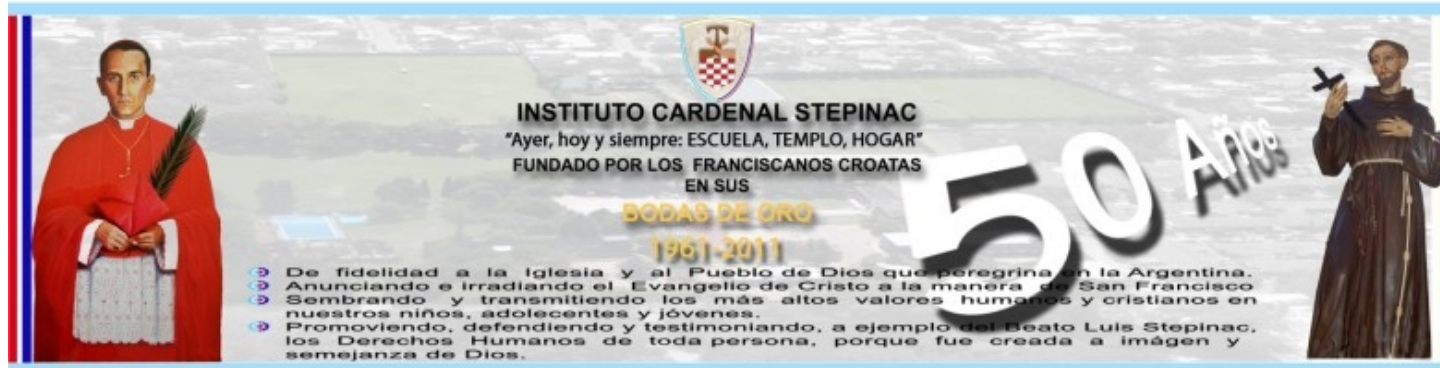 INSTITUTO CARDENAL STEPINAC
"Ayer, hoy y siempre: ESCUELA, TEMPLO, HOGAR"
FUNDADO POR LOS FRANCISCANOS CROATAS
EN SUS
BODAS DE ORO
1961-2011
50 Años
De fidelidad a la Iglesia y al Pueblo de Dios que peregrina en la Argentina.
Anunciando e irradiando el Evangelio de Cristo a la manera de San Francisco
Sembrando y transmitiendo los más altos valores humanos y cristianos en
nuestros niños, adolecentes y jóvenes.
Promoviendo, defendiendo y testimoniando, a ejemplo del Beato Luis Stepinac,
los Derechos Humanos de toda persona, porque fue creada a imágen y
semejanza de Dios.